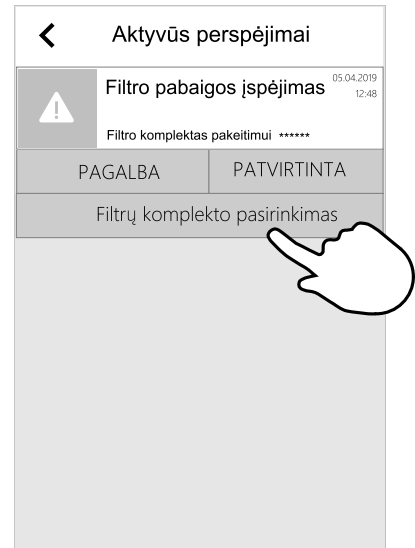 Aktyvūs perspėjimai
Filtro pabaigos įspėjimas
05.04.2019
12:48
Filtro komplektas pakeitimui ******
PAGALBA
PATVIRTINTA
Filtrų komplekto pasirinkimas